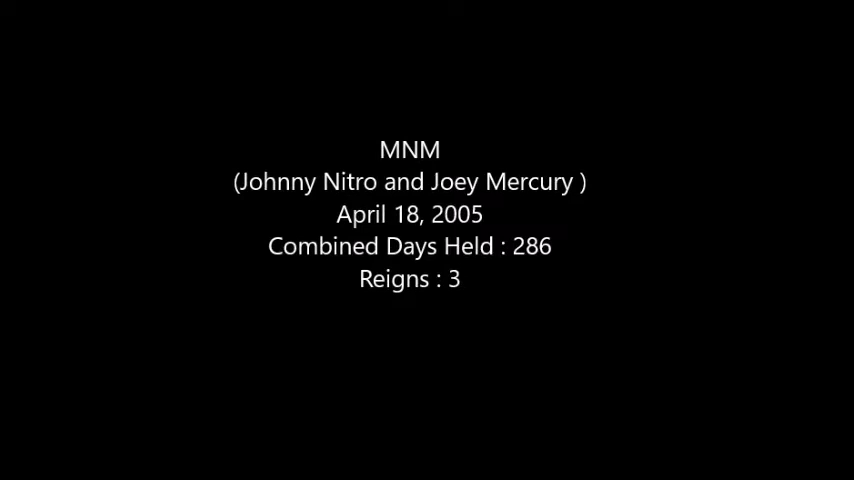 MNM
(Johnny Nitro and Joey Mercury )
April 18, 2005
Combined Days Held : 286
Reigns : 3